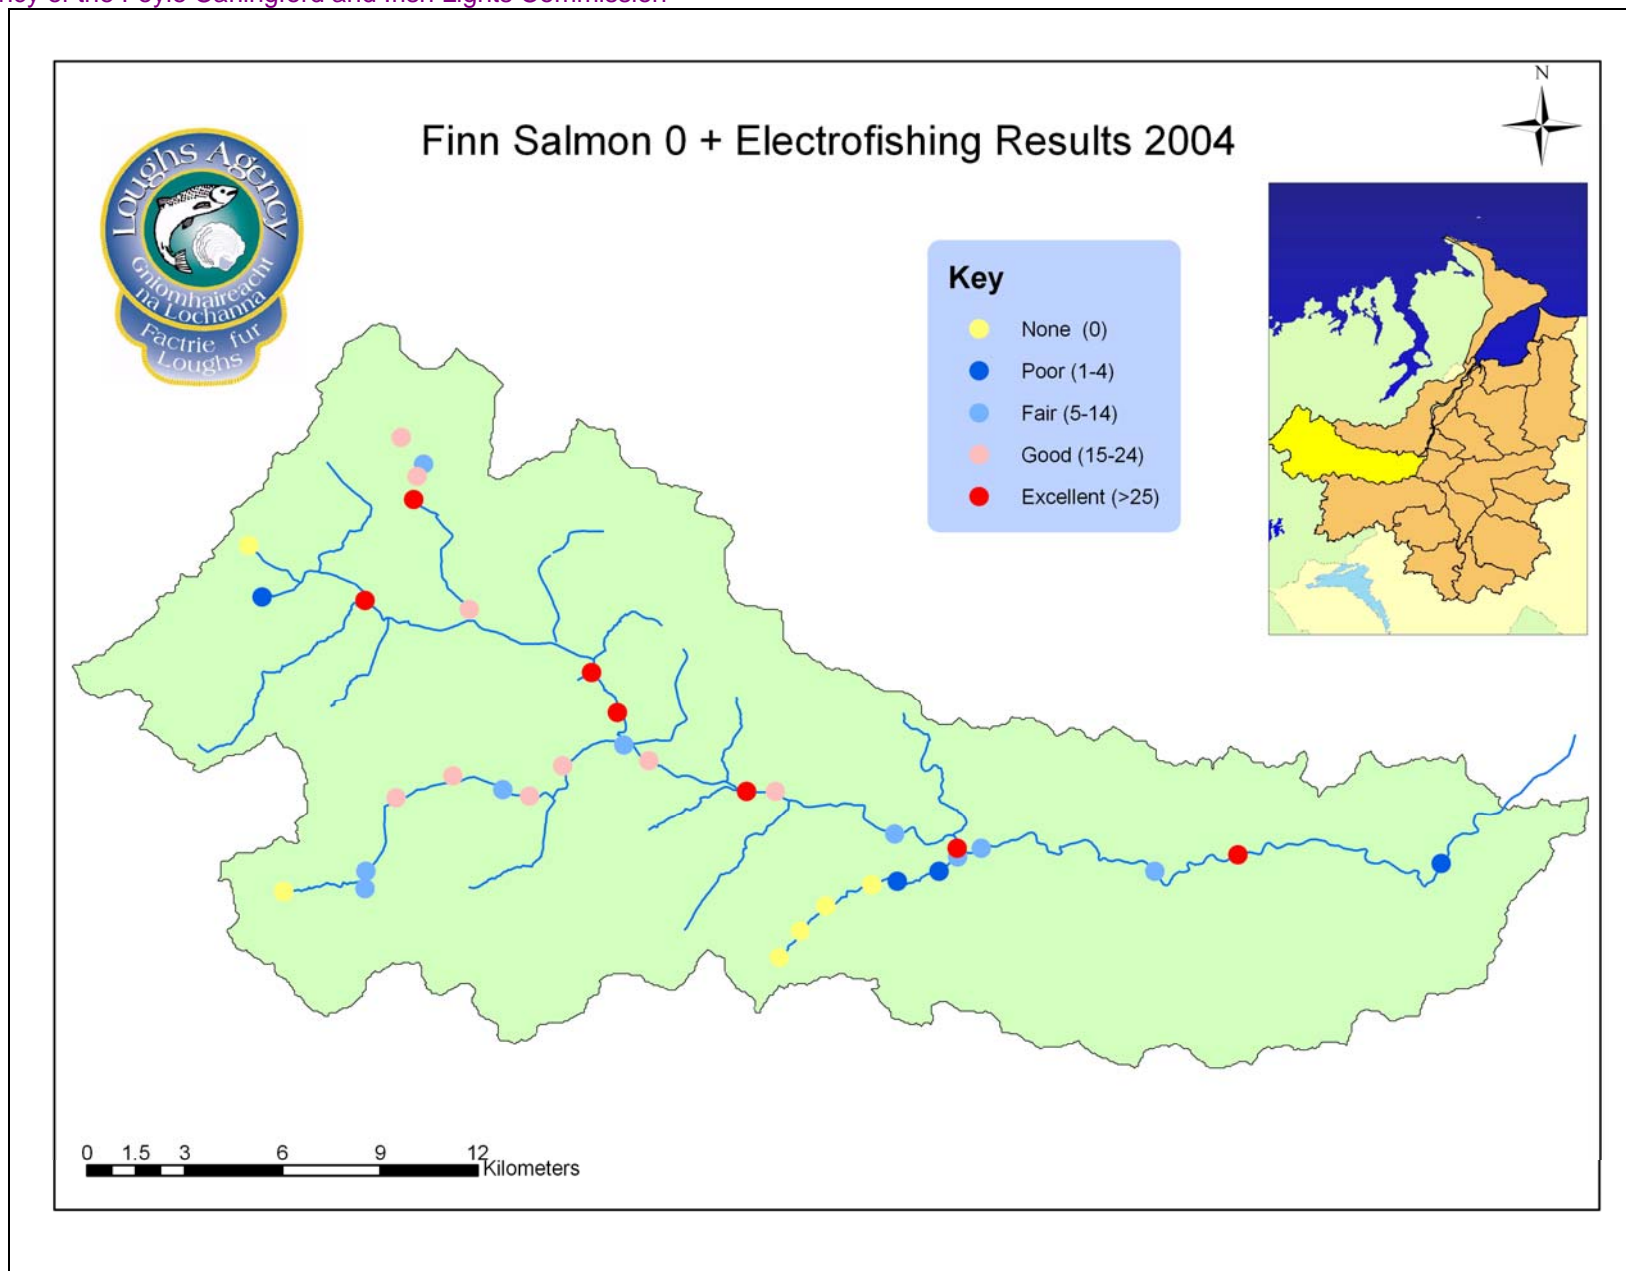 N
Finn Salmon 0 + Electrofishing Results 2004
Loughs Agency
Gníomhaireacht
na Lochanna
Factrie fur
Loughs
Key
None (0)
Poor (1-4)
Fair (5-14)
Good (15-24)
Excellent (>25)
0 1.5 3 6 9 12
Kilometers